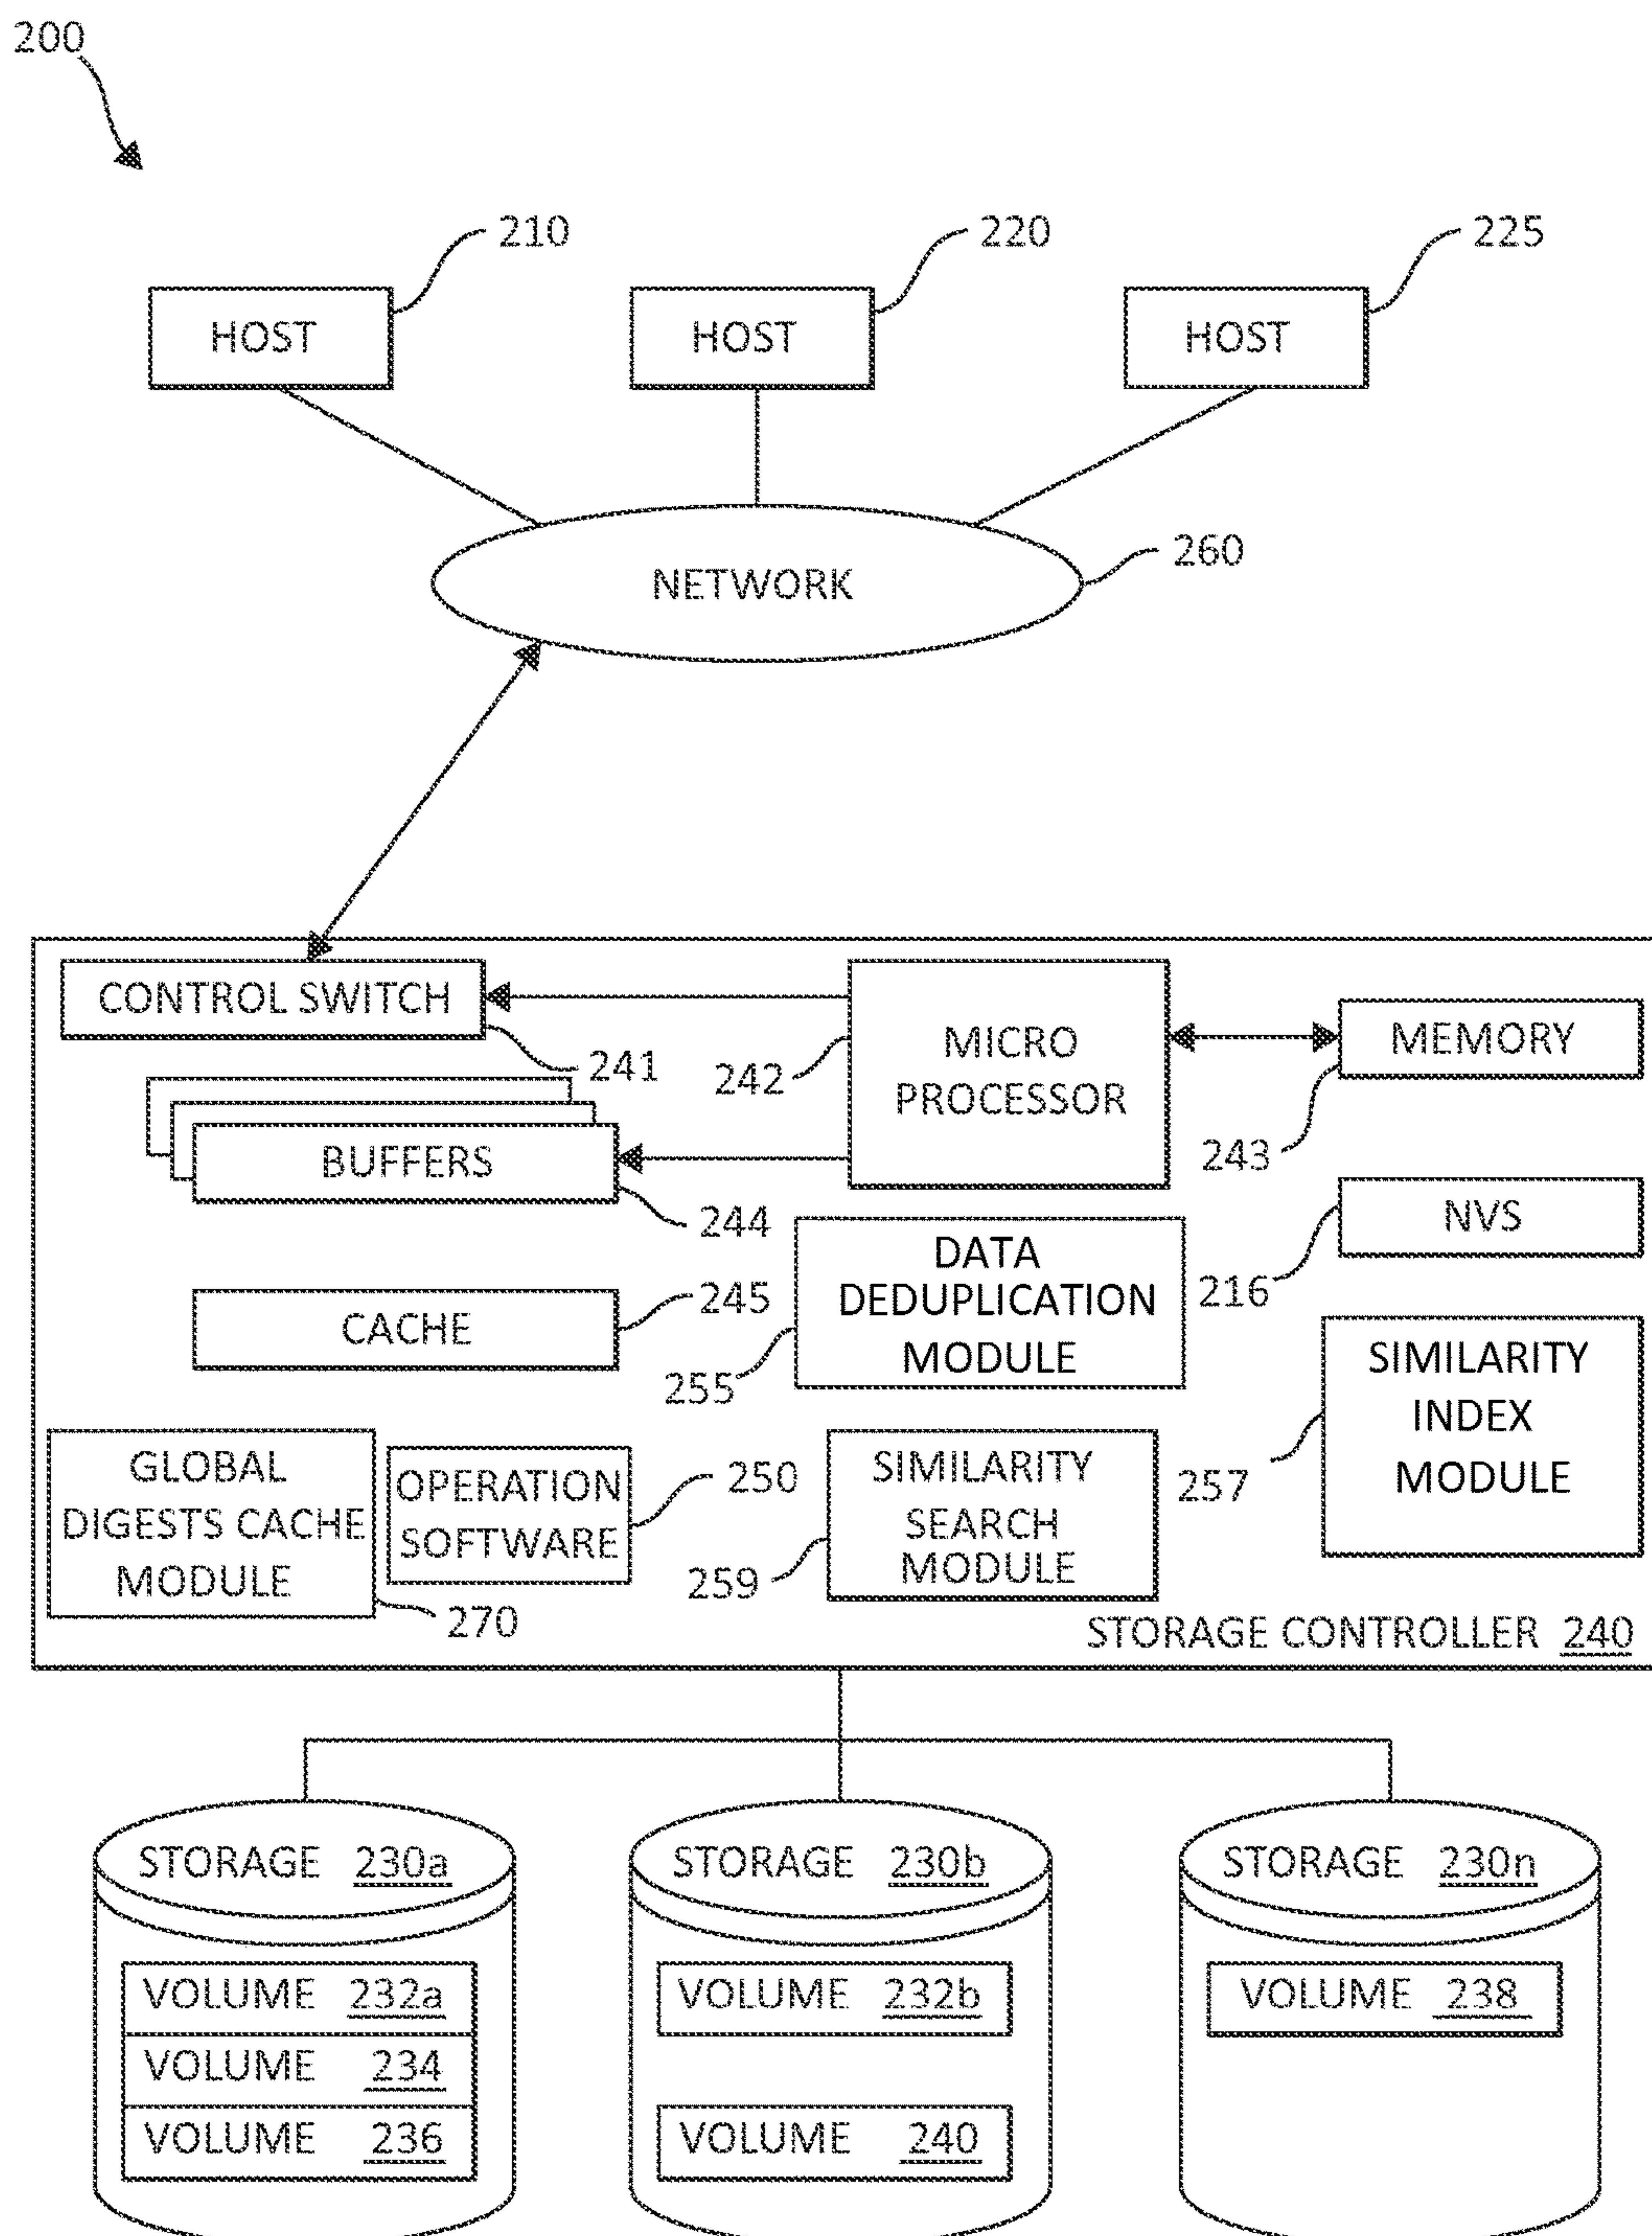 200
210
220
225
HOST
HOST
HOST
260
NETWORK
CONTROL SWITCH
241
242
MICRO
PROCESSOR
MEMORY
243
BUFFERS
244
NVS
216
DATA
DEDUPLICATION
MODULE
255
CACHE
245
SIMILARITY
INDEX
MODULE
257
GLOBAL
DIGESTS CACHE
MODULE
270
OPERATION
SOFTWARE
250
SIMILARITY
SEARCH
MODULE
259
STORAGE CONTROLLER 240
STORAGE 230a
STORAGE 230b
STORAGE 230n
VOLUME 232a
VOLUME 234
VOLUME 236
VOLUME 232b
VOLUME 240
VOLUME 238